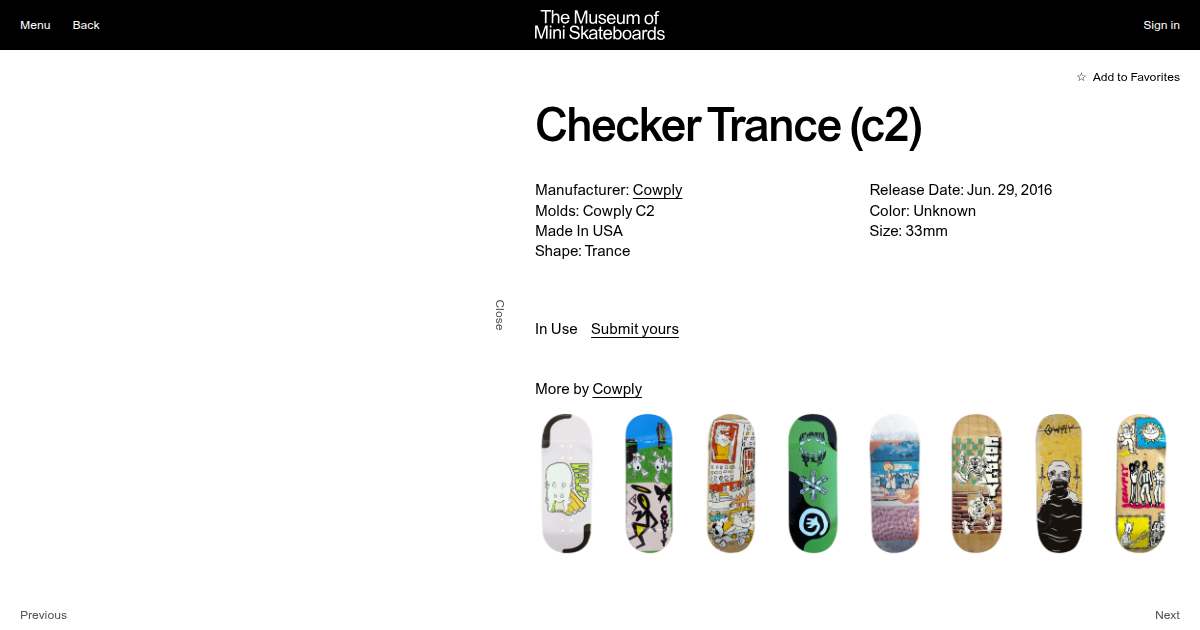 Menu
Back
The Museum of
Mini Skateboards
Sign in
☆ Add to Favorites
Checker Trance (c2)
Manufacturer: Cowply
Molds: Cowply C2
Made In USA
Shape: Trance
Release Date: Jun. 29, 2016
Color: Unknown
Size: 33mm
Close
In Use Submit yours
More by Cowply
Previous
Next